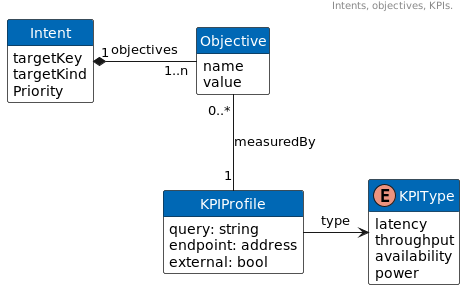 Intents, objectives, KPIs.
Intent
targetKey
targetKind
Priority
1 objectives
1..n
Objective
name
value
0..*
measuredBy
1
KPIProfile
query: string
endpoint: address
external: bool
type
E KPIType
latency
throughput
availability
power